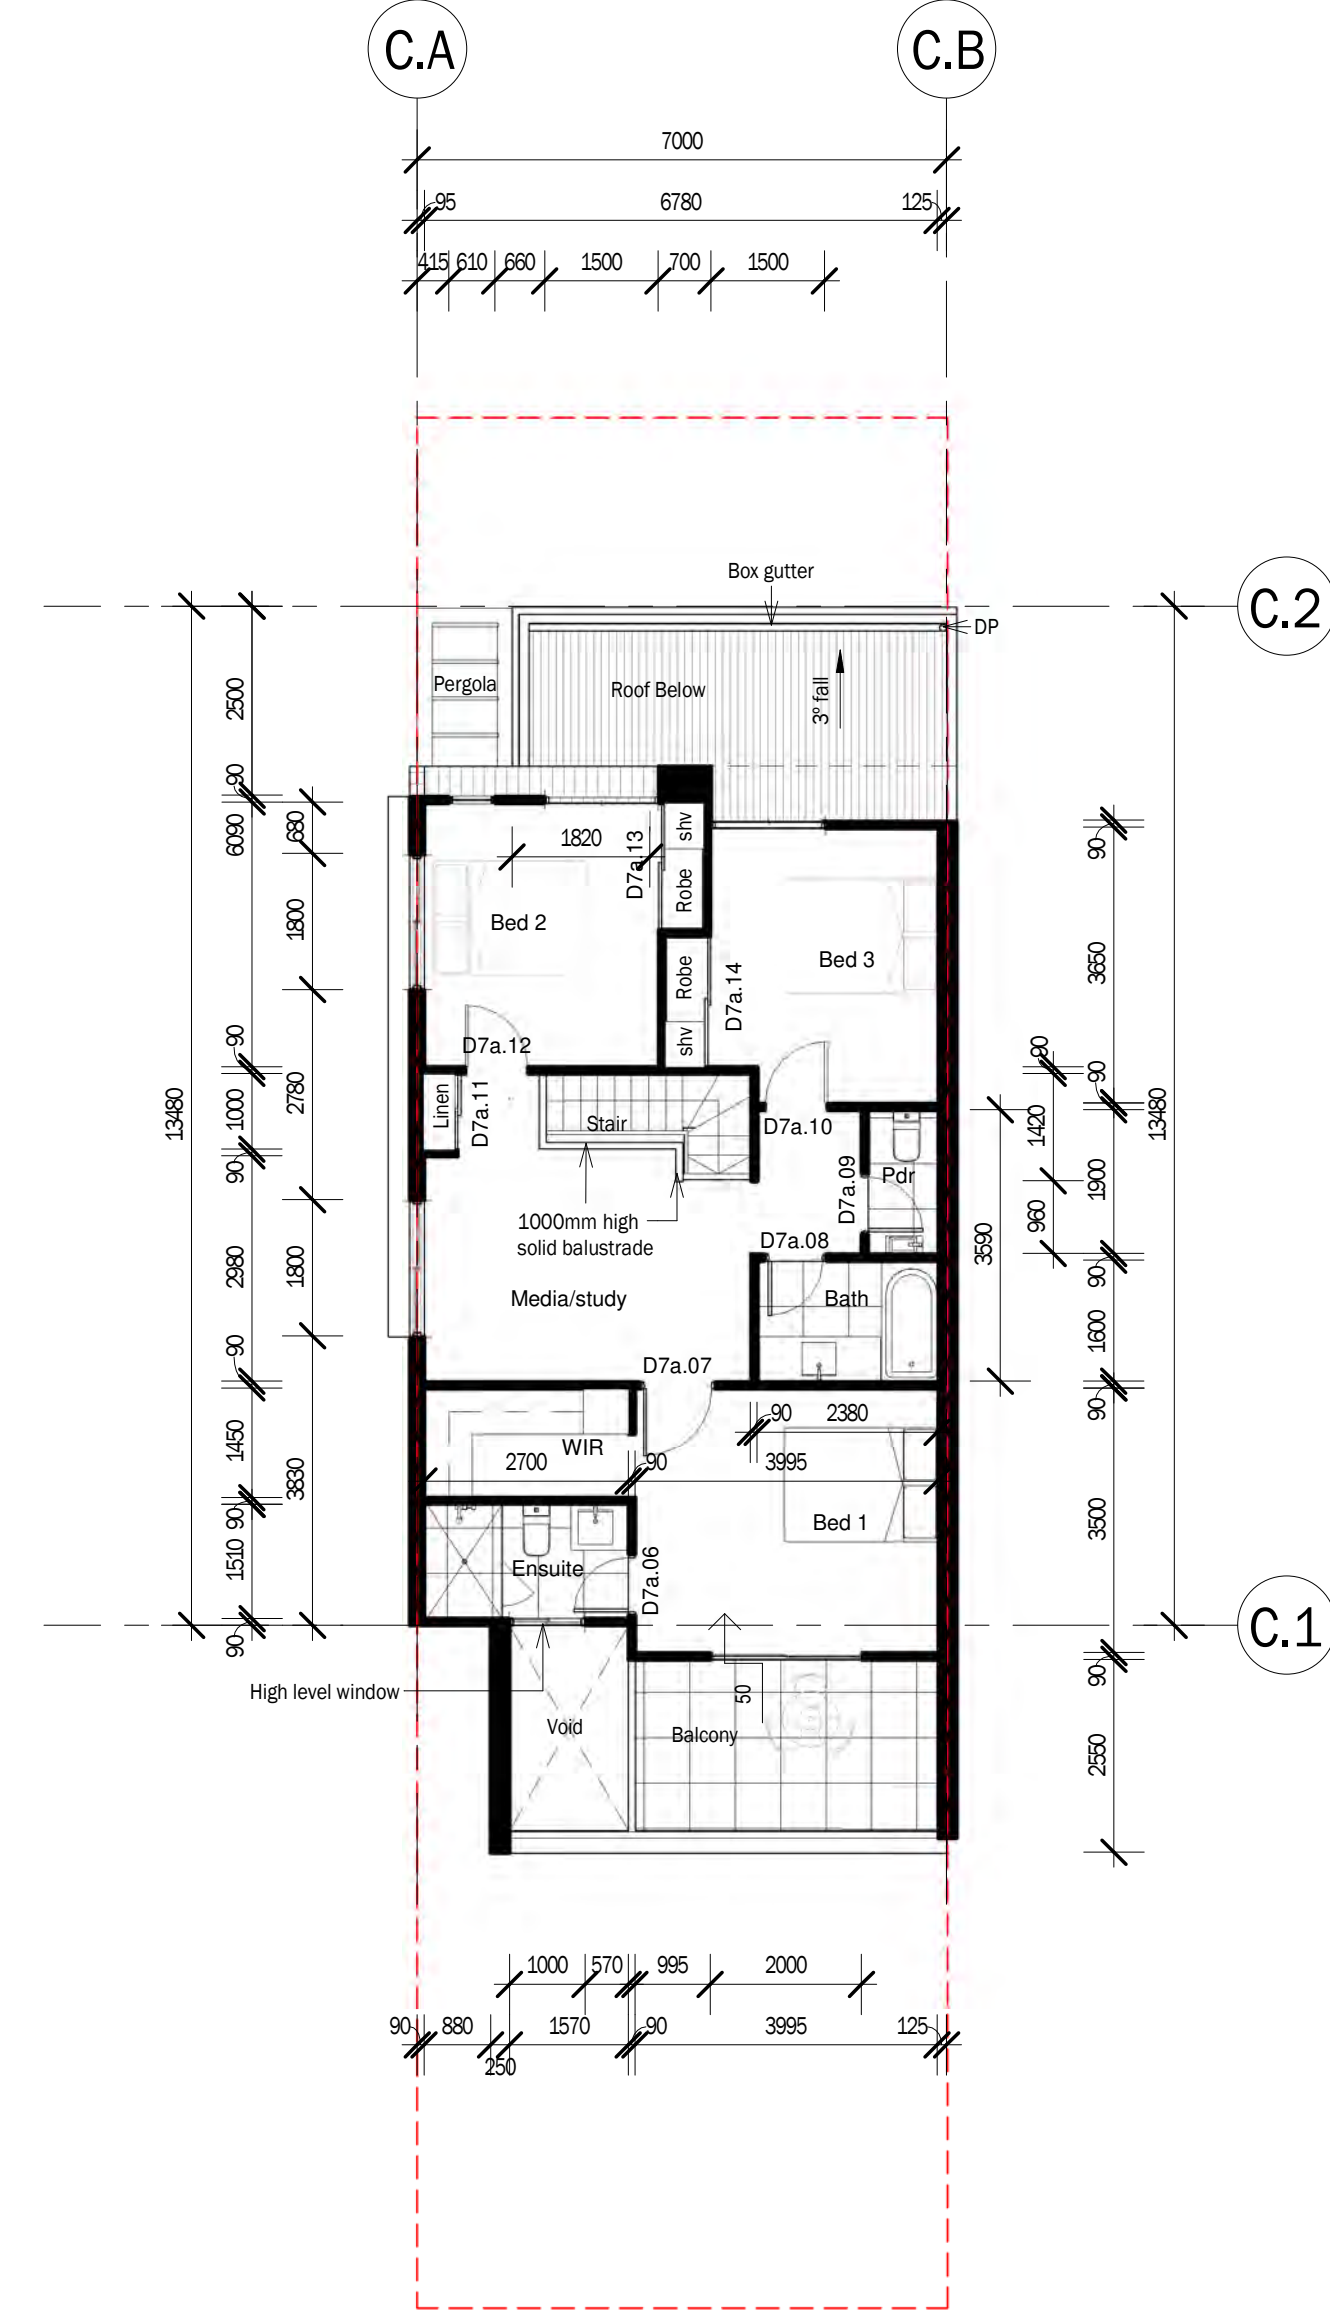 C.A
C.B
7000
95
6780
125
415
610
660
1500
700
1500
Box gutter
C.2
DP
Pergola
Roof Below
3º fall
2500
90
6090
680
1820
D7a.13
shv
Robe
90
Bed 2
1800
Robe
D7a.14
shv
Bed 3
3650
90
D7a.12
90
90
13480
1000
2780
Linen
D7a.11
Stair
D7a.10
1420
13480
90
D7a.09
Pdr
1900
1000mm high
solid balustrade
D7a.08
960
3590
90
2980
1800
Media/study
Bath
1600
90
D7a.07
90
90
2380
1450
WIR
2700
90
3995
3830
90
Bed 1
3500
1510
Ensuite
D7a.06
C.1
90
90
High level window
50
Void
Balcony
2550
1000
570
995
2000
90
880
1570
90
3995
125
250